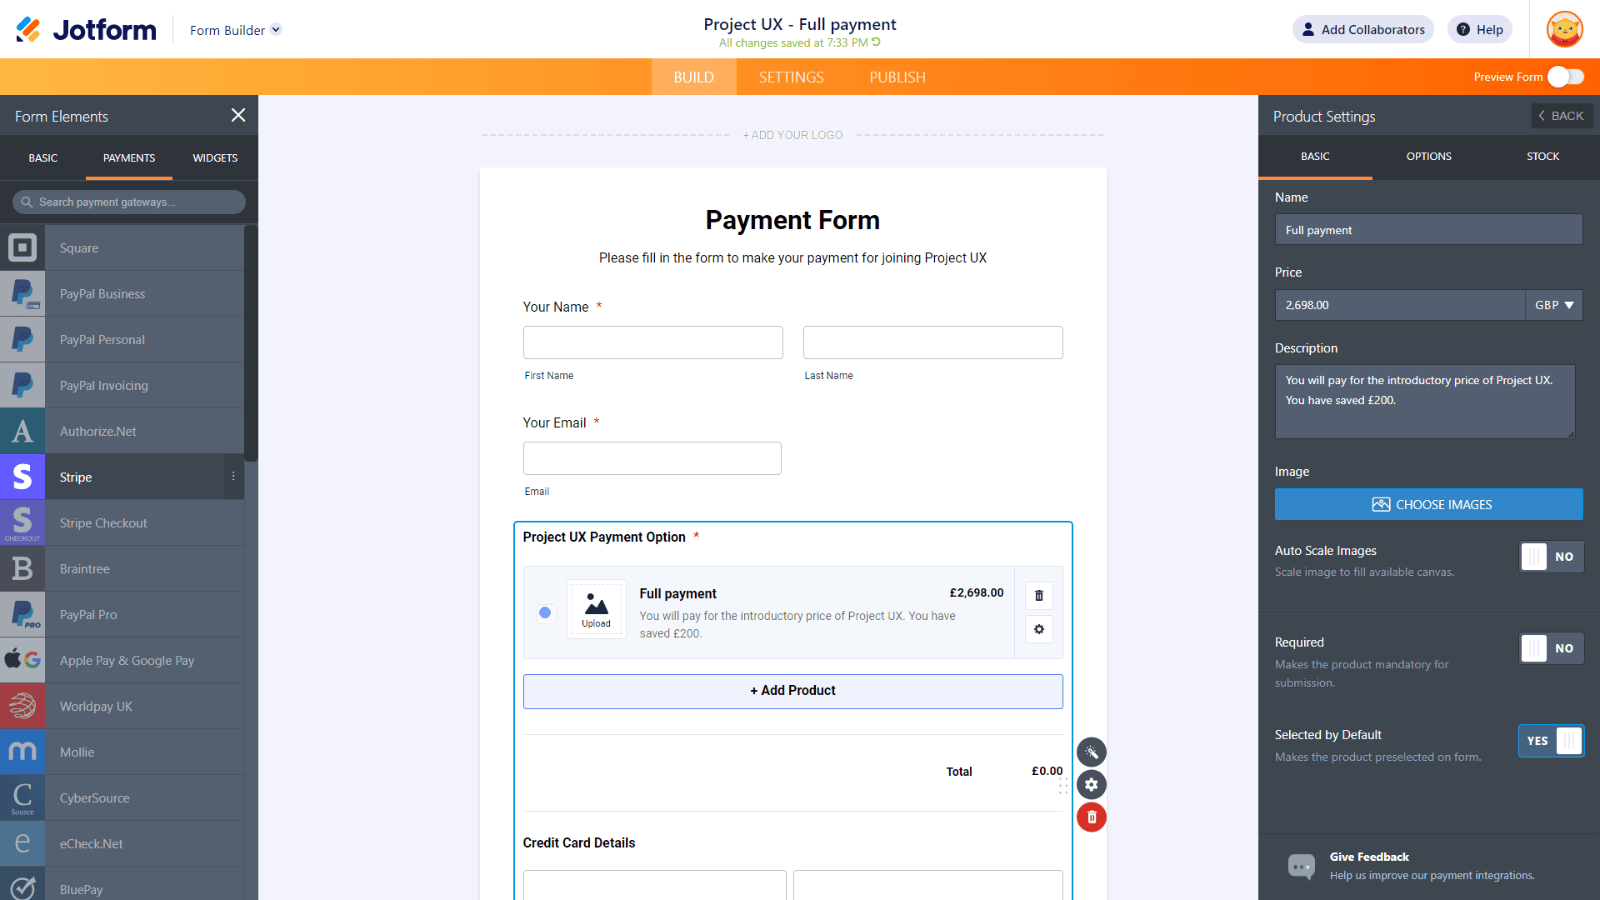 Jotform
Form Builder
Project UX - Full payment
All changes saved at 7:33 PM
Add Collaborators
Help
BUILD
SETTINGS
PUBLISH
Preview Form
Form Elements
BASIC
PAYMENTS
WIDGETS
Search payment gateways...
Square
PayPal Business
PayPal Personal
PayPal Invoicing
A
Authorize.Net
S
Stripe
S
CHECKOUT
Stripe Checkout
B
Braintree
PRO
PayPal Pro
G
Apple Pay & Google Pay
Worldpay UK
m
Mollie
C
Source
CyberSource
e
eCheck.Net
BluePay
+ ADD YOUR LOGO
Payment Form
Please fill in the form to make your payment for joining Project UX
Your Name *
First Name
Last Name
Your Email *
Email
Project UX Payment Option *
Upload
Full payment
£2,698.00
You will pay for the introductory price of Project UX. You have
saved £200.
+ Add Product
Total
£0.00
Credit Card Details
Product Settings
BACK
BASIC
OPTIONS
STOCK
Name
Full payment
Price
2,698.00
GBP
Description
You will pay for the introductory price of Project UX.
You have saved £200.
Image
CHOOSE IMAGES
Auto Scale Images
NO
Scale image to fill available canvas.
Required
NO
Makes the product mandatory for
submission.
Selected by Default
YES
Makes the product preselected on form.
Give Feedback
Help us improve our payment integrations.